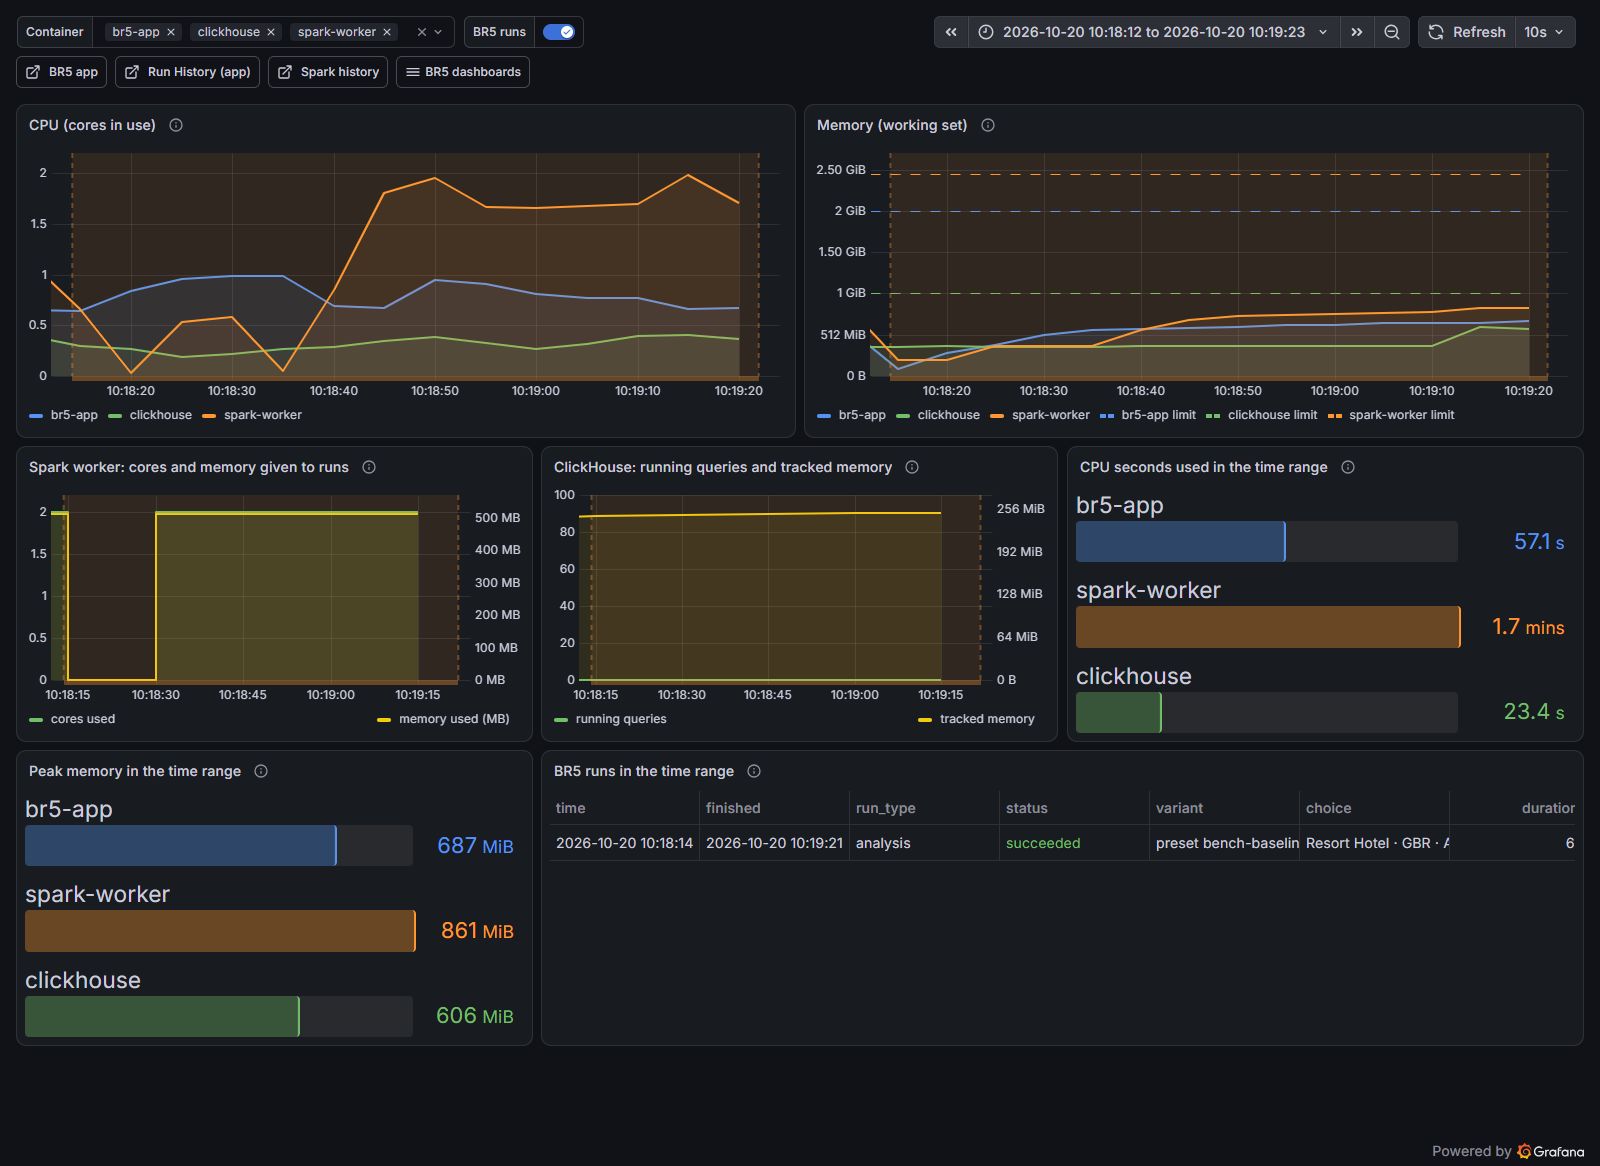 Container br5-app clickhouse spark-worker BR5 runs 2026-10-20 10:18:12 to 2026-10-20 10:19:23 Refresh 10s
BR5 app Run History (app) Spark history BR5 dashboards
CPU (cores in use)
2
1.5
1
0.5
0
10:18:20 10:18:30 10:18:40 10:18:50 10:19:00 10:19:10 10:19:20
br5-app clickhouse spark-worker
Memory (working set)
2.50 GiB
2 GiB
1.50 GiB
1 GiB
512 MiB
0 B
10:18:20 10:18:30 10:18:40 10:18:50 10:19:00 10:19:10 10:19:20
br5-app clickhouse spark-worker br5-app limit clickhouse limit spark-worker limit
Spark worker: cores and memory given to runs
2
1.5
1
0.5
0
500 MB
400 MB
300 MB
200 MB
100 MB
0 MB
10:18:15 10:18:30 10:18:45 10:19:00 10:19:15
cores used memory used (MB)
ClickHouse: running queries and tracked memory
100
80
60
40
20
0
256 MiB
192 MiB
128 MiB
64 MiB
0 B
10:18:15 10:18:30 10:18:45 10:19:00 10:19:15
running queries tracked memory
CPU seconds used in the time range
br5-app
57.1 s
spark-worker
1.7 mins
clickhouse
23.4 s
Peak memory in the time range
br5-app
687 MiB
spark-worker
861 MiB
clickhouse
606 MiB
BR5 runs in the time range
time finished run_type status variant choice duration
2026-10-20 10:18:14 2026-10-20 10:19:21 analysis succeeded preset bench-baselin Resort Hotel · GBR · A 6
Powered by Grafana